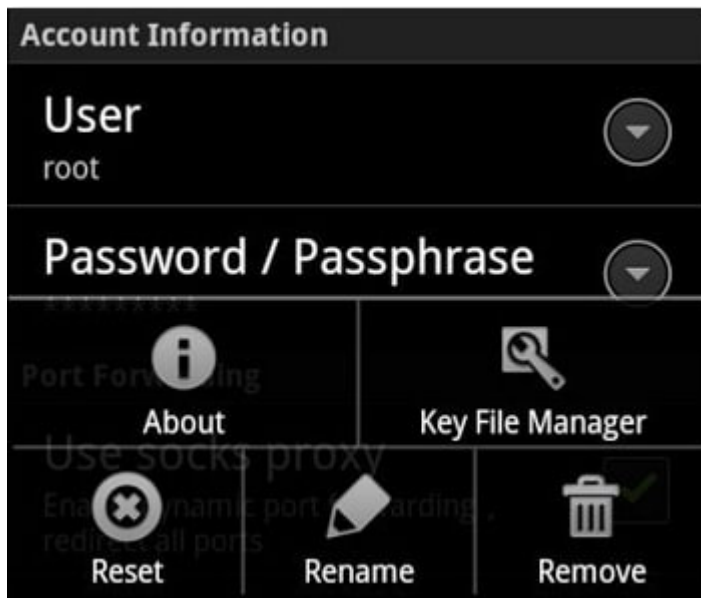 Account Information
User
root
Password / Passphrase
*********
Port Forwarding
About
Key File Manager
Use socks proxy
Enable dynamic port forwarding ,
redirect all ports
Reset
Rename
Remove